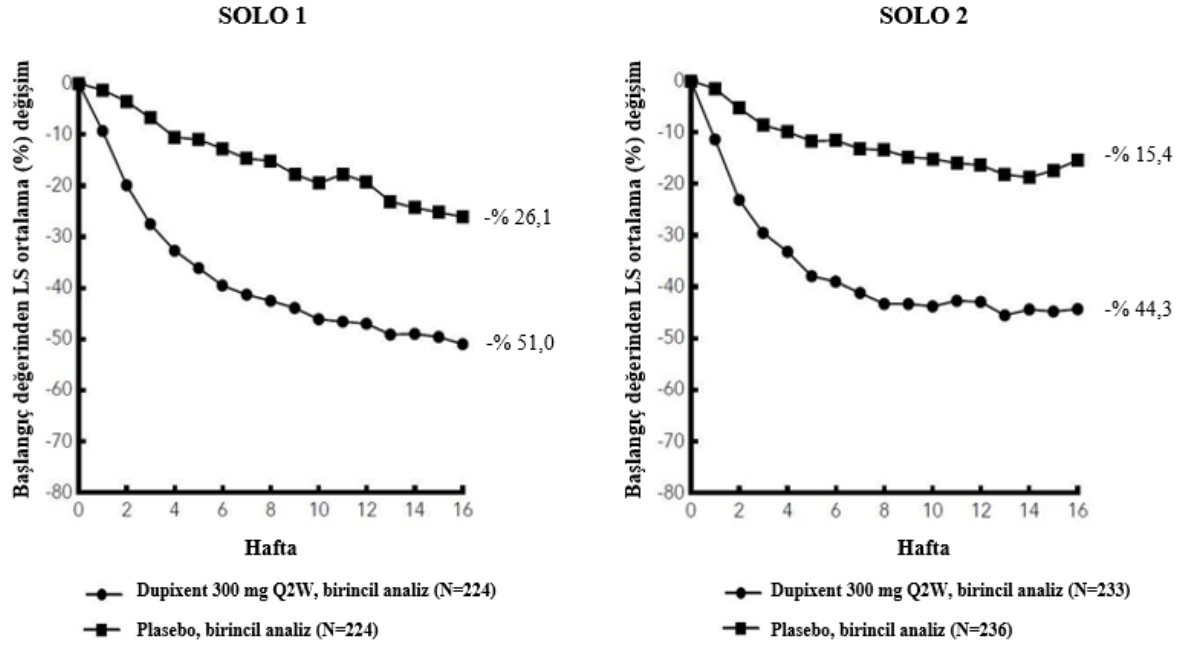 SOLO 1
Başlangıç değerinden LS ortalama (%) değişim
0
-10
-20
-30
-40
-50
-60
-70
-80
0 2 4 6 8 10 12 14 16
-% 26,1
-% 51,0
Hafta
Dupixent 300 mg Q2W, birincil analiz (N=224)
Plasebo, birincil analiz (N=224)
SOLO 2
Başlangıç değerinden LS ortalama (%) değişim
0
-10
-20
-30
-40
-50
-60
-70
-80
0 2 4 6 8 10 12 14 16
-% 15,4
-% 44,3
Hafta
Dupixent 300 mg Q2W, birincil analiz (N=233)
Plasebo, birincil analiz (N=236)